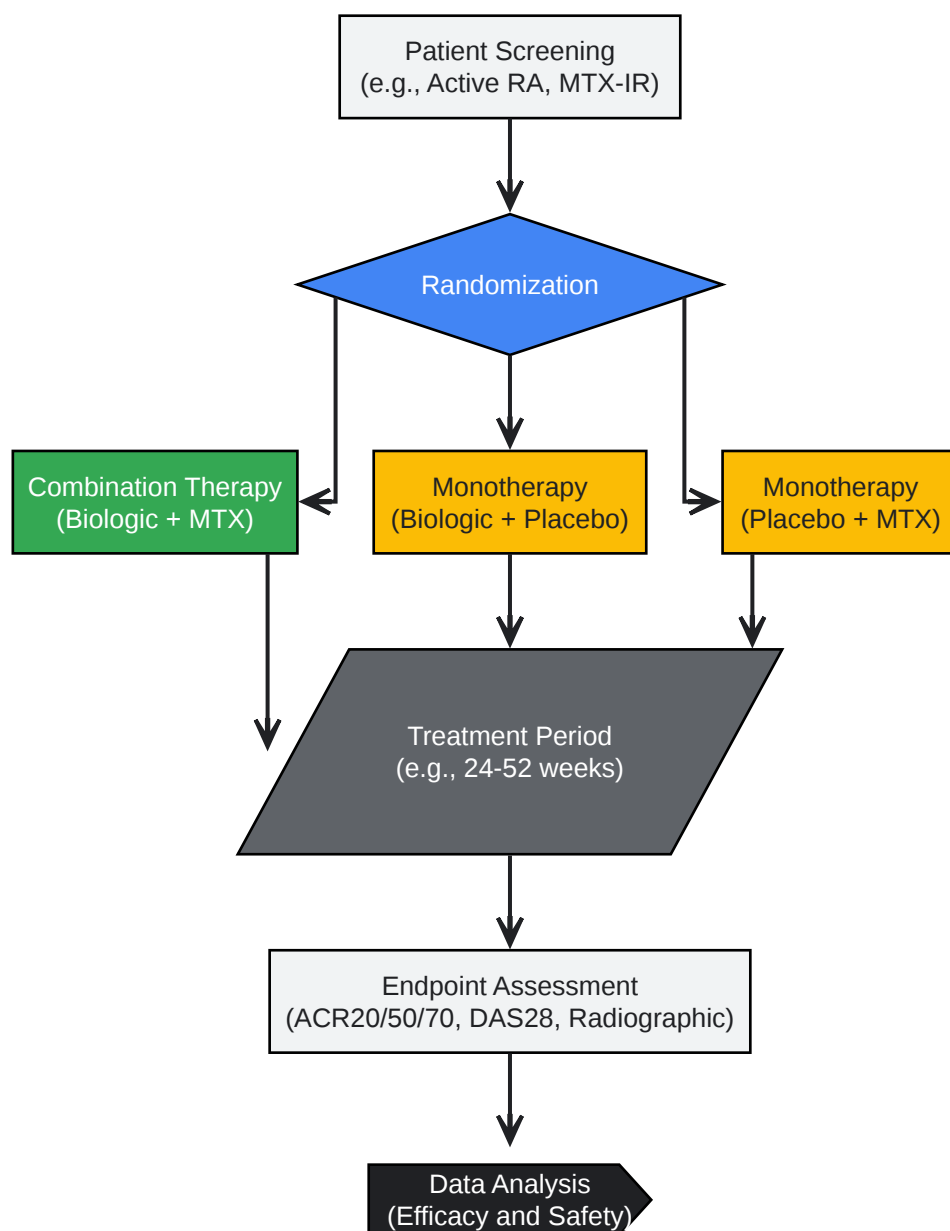 Patient Screening
(e.g., Active RA, MTX-IR)
Randomization
Combination Therapy
(Biologic + MTX)
Monotherapy
(Biologic + Placebo)
Monotherapy
(Placebo + MTX)
Treatment Period
(e.g., 24-52 weeks)
Endpoint Assessment
(ACR20/50/70, DAS28, Radiographic)
Data Analysis
(Efficacy and Safety)